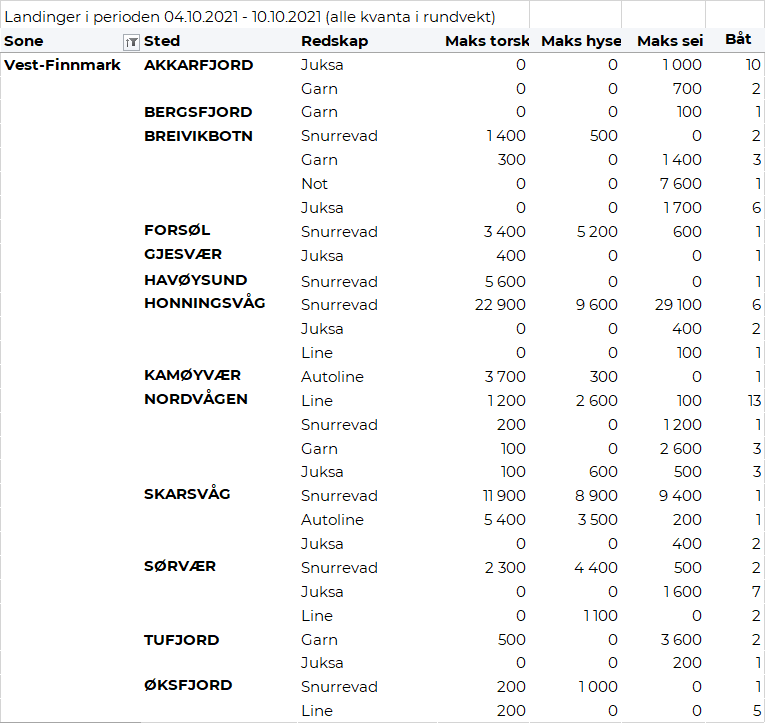 Landinger i perioden 04.10.2021 - 10.10.2021 (alle kvanta i rundvekt)
Sone Sted Redskap Maks torsk Maks hyse Maks sei Båt
Vest-Finnmark AKKARFJORD Juksa 0 0 1 000 10
Garn 0 0 700 2
BERGSFJORD Garn 0 0 100 1
BREIVIKBOTN Snurrevad 1 400 500 0 2
Garn 300 0 1 400 3
Not 0 0 7 600 1
Juksa 0 0 1 700 6
FORSØL Snurrevad 3 400 5 200 600 1
GJESVÆR Juksa 400 0 0 1
HAVØYSUND Snurrevad 5 600 0 0 1
HONNINGSVÅG Snurrevad 22 900 9 600 29 100 6
Juksa 0 0 400 2
Line 0 0 100 1
KAMØYVÆR Autoline 3 700 300 0 1
NORDVÅGEN Line 1 200 2 600 100 13
Snurrevad 200 0 1 200 1
Garn 100 0 2 600 3
Juksa 100 600 500 3
SKARSVÅG Snurrevad 11 900 8 900 9 400 1
Autoline 5 400 3 500 200 1
Juksa 0 0 400 2
SØRVÆR Snurrevad 2 300 4 400 500 2
Juksa 0 0 1 600 7
Line 0 1 100 0 2
TUFJORD Garn 500 0 3 600 2
Juksa 0 0 200 1
ØKSFJORD Snurrevad 200 1 000 0 1
Line 200 0 0 5